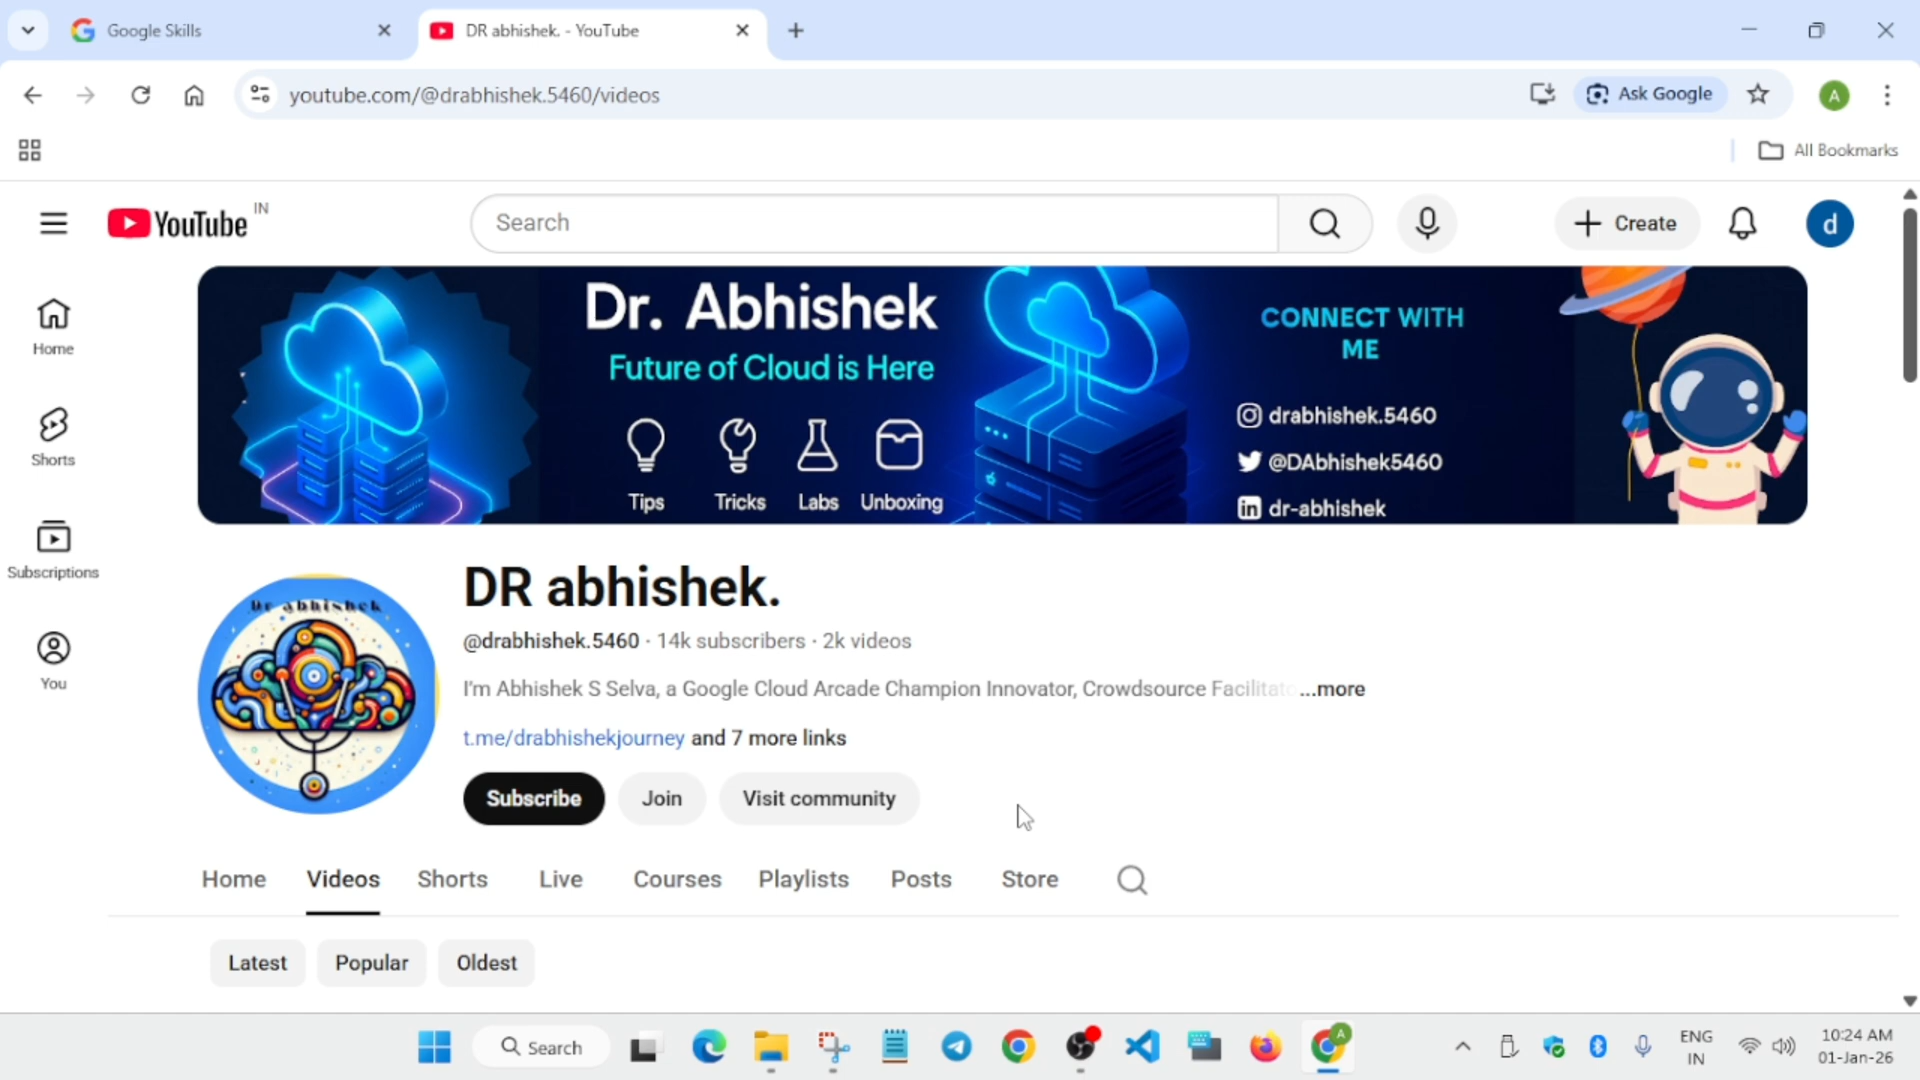 Google Skills
DR abhishek. - YouTube
youtube.com/@drabhishek.5460/videos
Ask Google
A
All Bookmarks
YouTube
IN
Search
Create
d
Home
Shorts
Subscriptions
You
Dr. Abhishek
Future of Cloud is Here
Tips
Tricks
Labs
Unboxing
CONNECT WITH
ME
drabhishek.5460
@DAbhishek5460
dr-abhishek
Dr abhishek
DR abhishek.
@drabhishek.5460 · 14k subscribers · 2k videos
I'm Abhishek S Selva, a Google Cloud Arcade Champion Innovator, Crowdsource Facilitato ...more
t.me/drabhishekjourney and 7 more links
Subscribe
Join
Visit community
Home
Videos
Shorts
Live
Courses
Playlists
Posts
Store
Latest
Popular
Oldest
Search
A
ENG
IN
10:24 AM
01-Jan-26